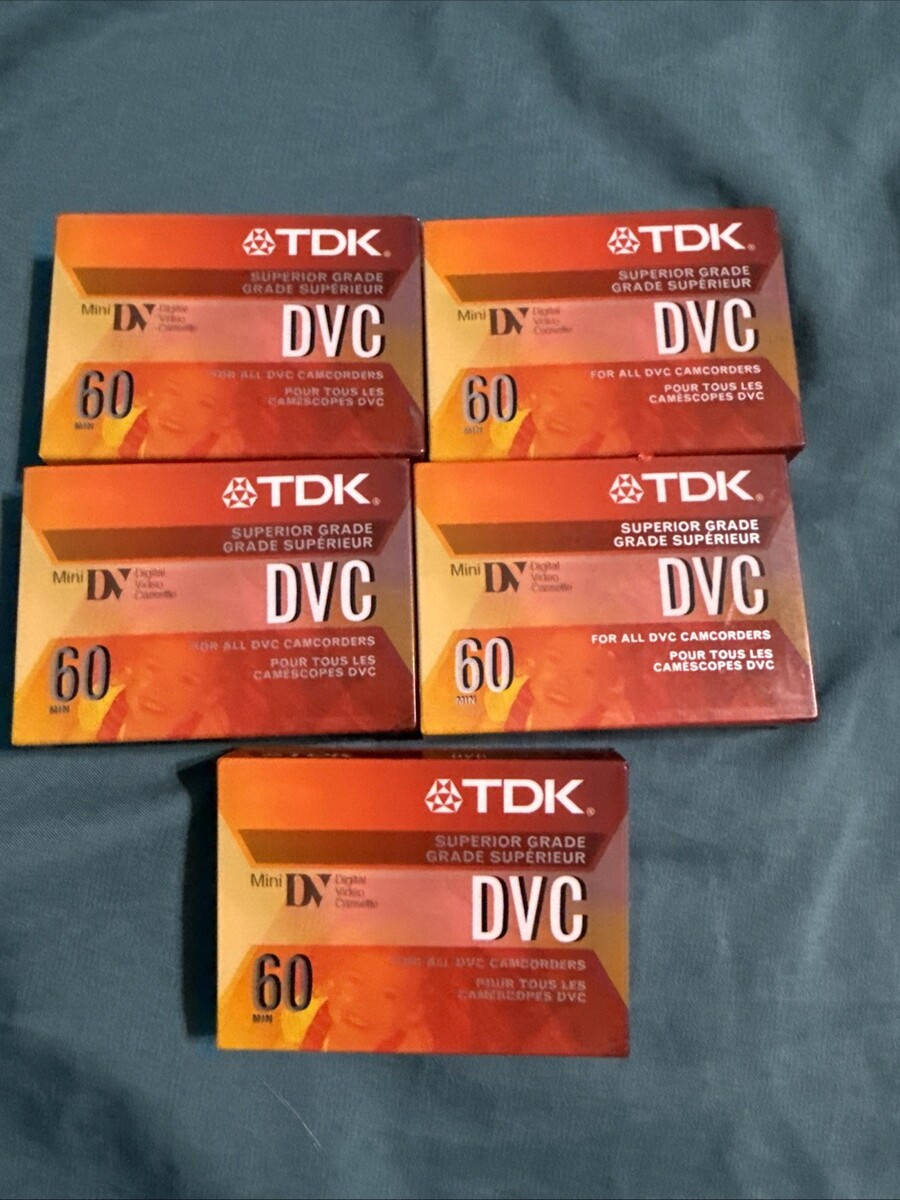 TDK®
SUPERIOR GRADE
GRADE SUPÉRIEUR
Mini DV Digital
Video
Cassette
DVC
60
MIN
FOR ALL DVC CAMCORDERS
POUR TOUS LES
CAMÉSCOPES DVC
TDK®
SUPERIOR GRADE
GRADE SUPÉRIEUR
Mini DV Digital
Video
Cassette
DVC
60
MIN
FOR ALL DVC CAMCORDERS
POUR TOUS LES
CAMÉSCOPES DVC
TDK®
SUPERIOR GRADE
GRADE SUPÉRIEUR
Mini DV Digital
Video
Cassette
DVC
60
MIN
FOR ALL DVC CAMCORDERS
POUR TOUS LES
CAMÉSCOPES DVC
TDK®
SUPERIOR GRADE
GRADE SUPÉRIEUR
Mini DV Digital
Video
Cassette
DVC
60
MIN
FOR ALL DVC CAMCORDERS
POUR TOUS LES
CAMÉSCOPES DVC
TDK®
SUPERIOR GRADE
GRADE SUPÉRIEUR
Mini DV Digital
Video
Cassette
DVC
60
MIN
FOR ALL DVC CAMCORDERS
POUR TOUS LES
CAMÉSCOPES DVC